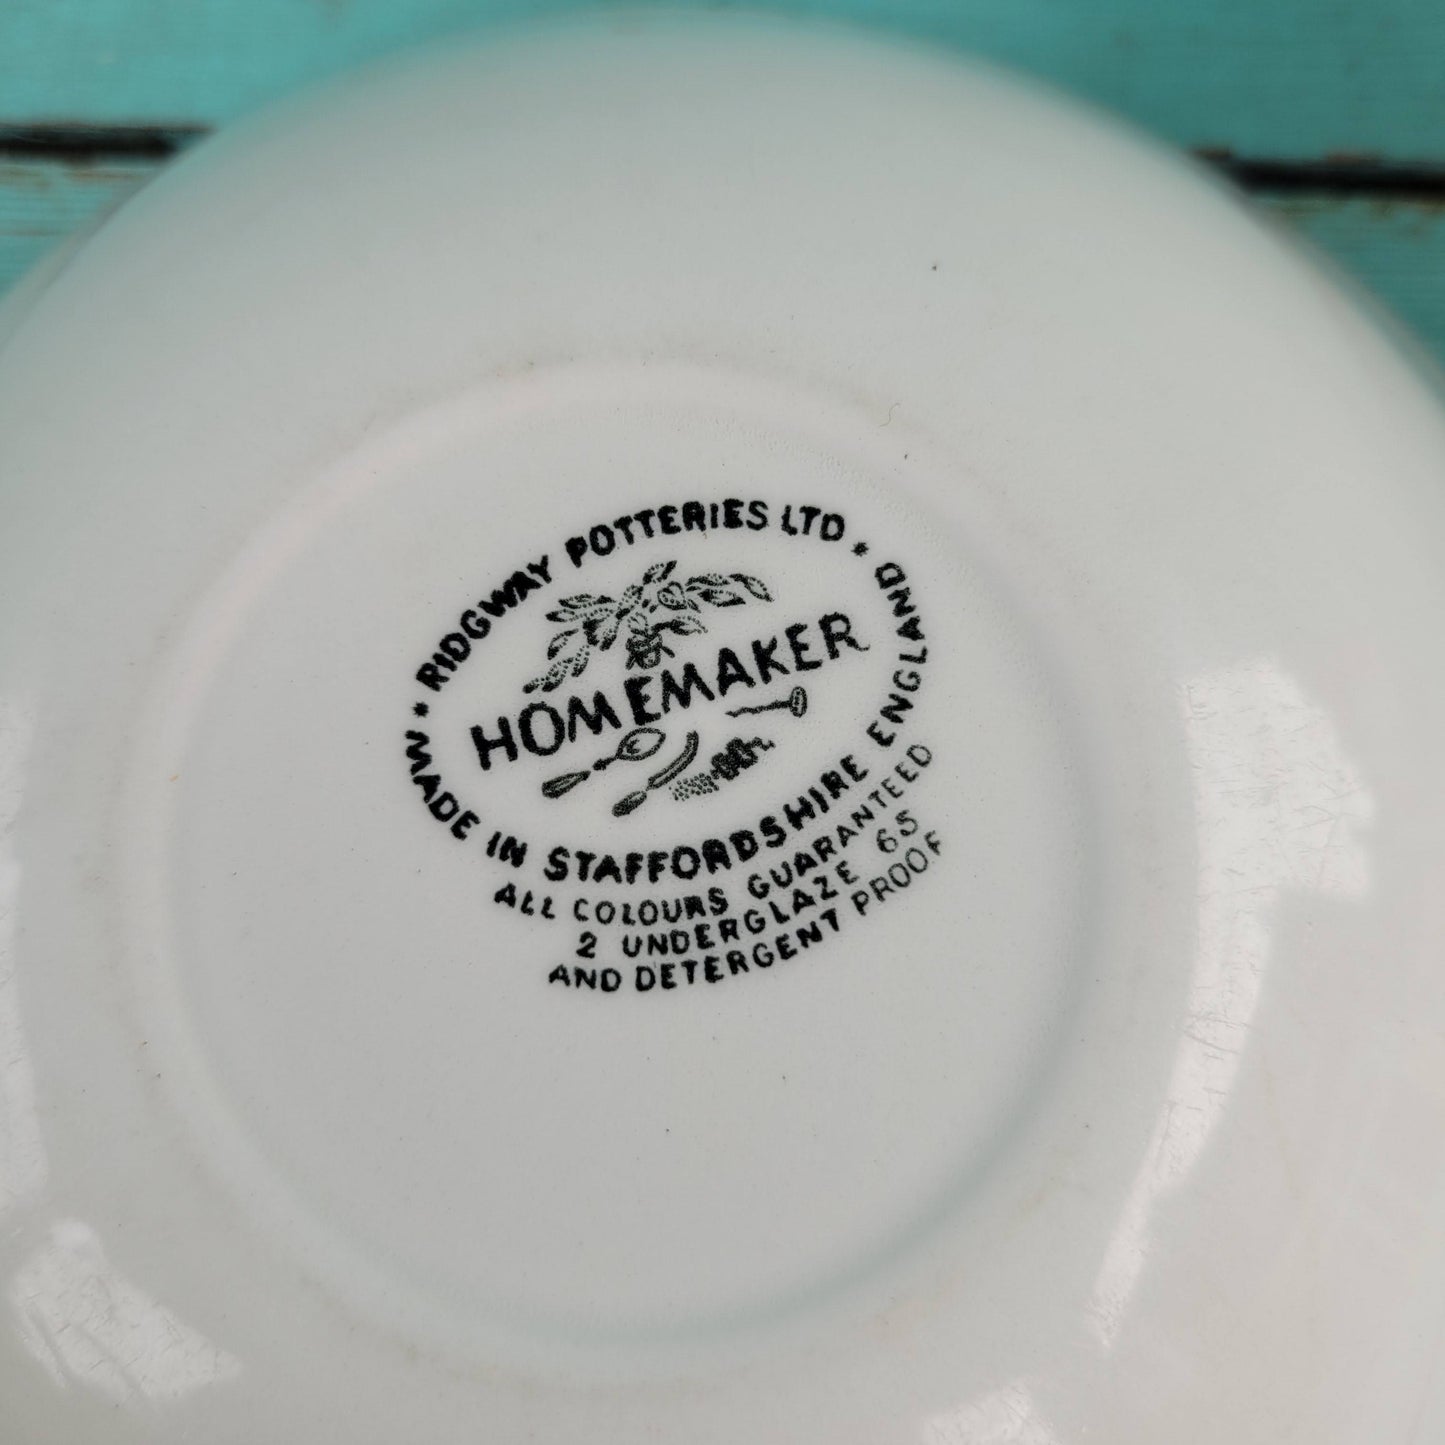 * RIDGWAY POTTERIES LTD *
HOMEMAKER
MADE IN STAFFORDSHIRE ENGLAND
ALL COLOURS GUARANTEED
2 UNDERGLAZE 65
AND DETERGENT PROOF